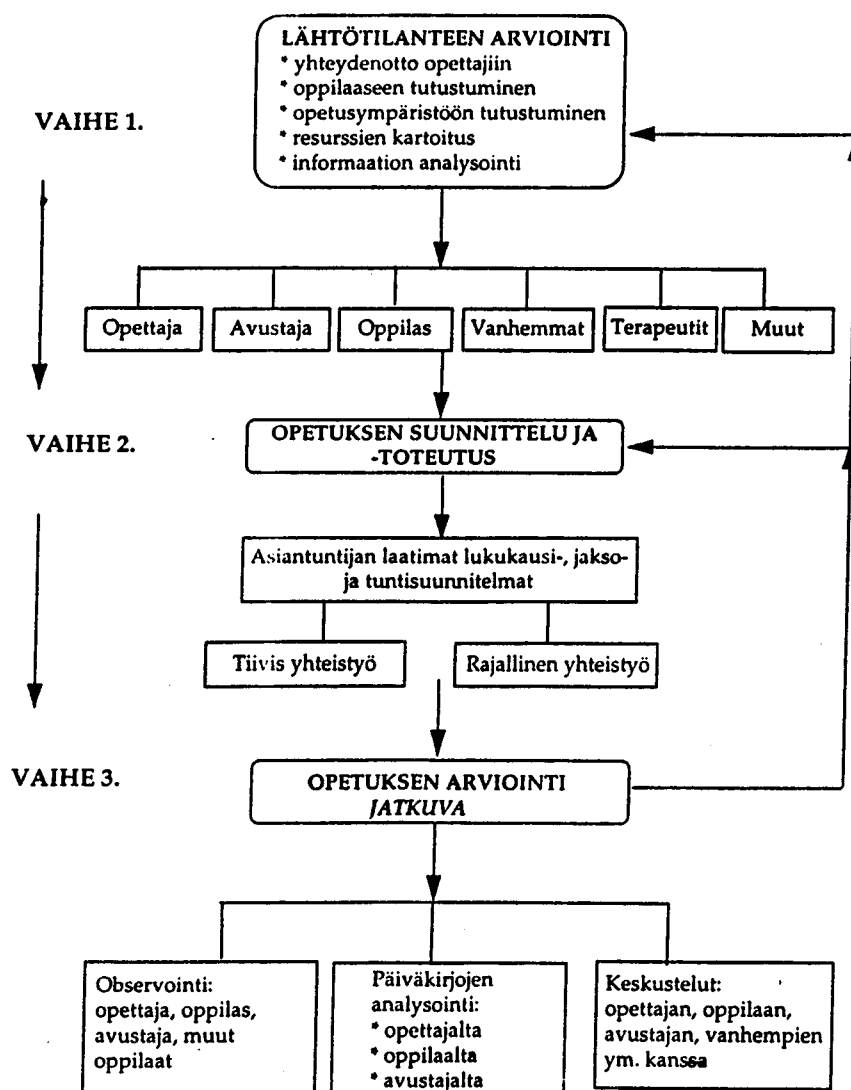 LÄHTÖTILANTEEN ARVIOINTI
* yhteydenotto opettajiin
* oppilaaseen tutustuminen
* opetusympäristöön tutustuminen
* resurssien kartoitus
* informaation analysointi
VAIHE 1.
Opettaja
Avustaja
Oppilas
Vanhemmat
Terapeutit
Muut
VAIHE 2.
OPETUKSEN SUUNNITTELU JA
-TOTEUTUS
Asiantuntijan laatimat lukukausi-, jakso-
ja tuntisuunnitelmat
Tiivis yhteistyö
Rajallinen yhteistyö
VAIHE 3.
OPETUKSEN ARVIOINTI
JATKUVA
Observointi:
opettaja, oppilas,
avustaja, muut
oppilaat
Päiväkirjojen
analysointi:
* opettajalta
* oppilaalta
* avustajalta
Keskustelut:
opettajan, oppilaan,
avustajan, vanhempien
ym. kanssa